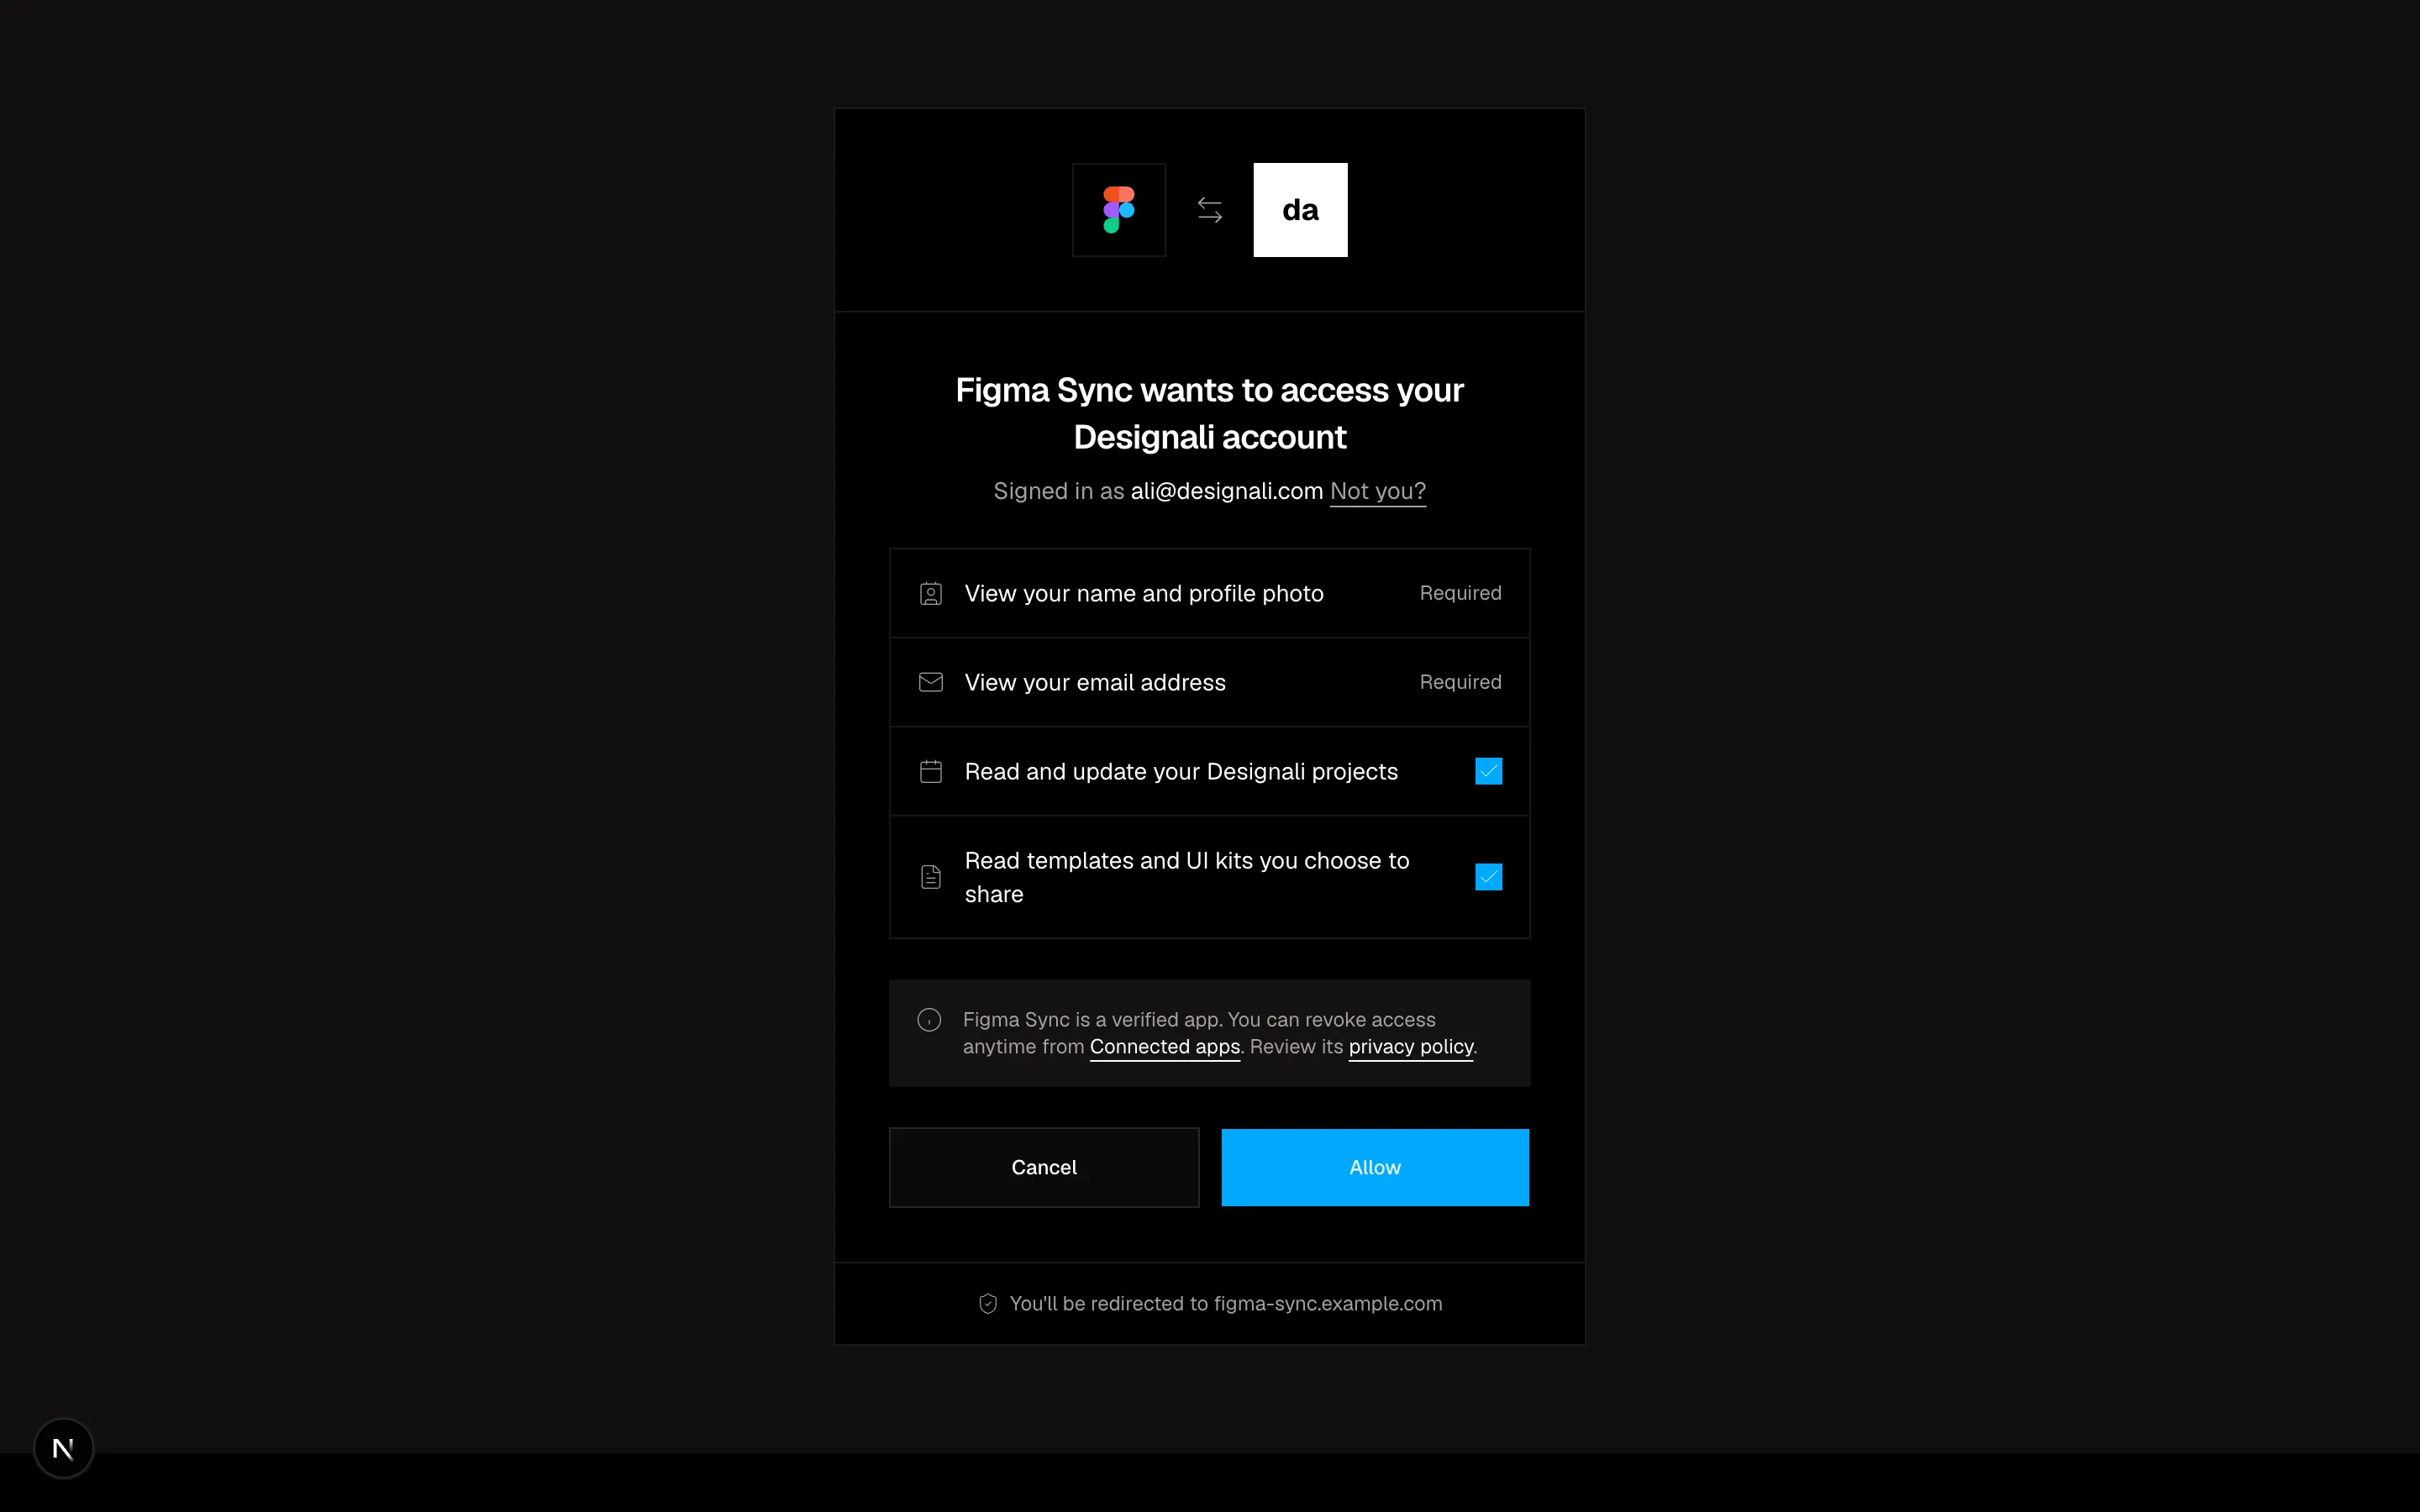 da
Figma Sync wants to access your
Designali account
Signed in as ali@designali.com Not you?
View your name and profile photo Required
View your email address Required
Read and update your Designali projects
Read templates and UI kits you choose to
share
Figma Sync is a verified app. You can revoke access
anytime from Connected apps. Review its privacy policy.
Cancel Allow
You'll be redirected to figma-sync.example.com
N